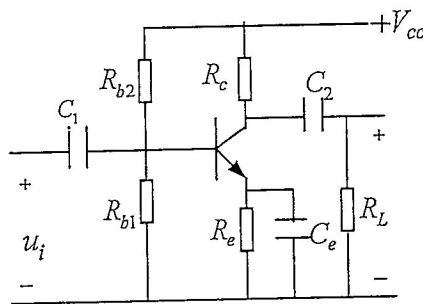 +V_cc
R_b2
R_c
C_2
C_1
+
+
R_b1
R_e
C_e
R_L
u_i
−
−